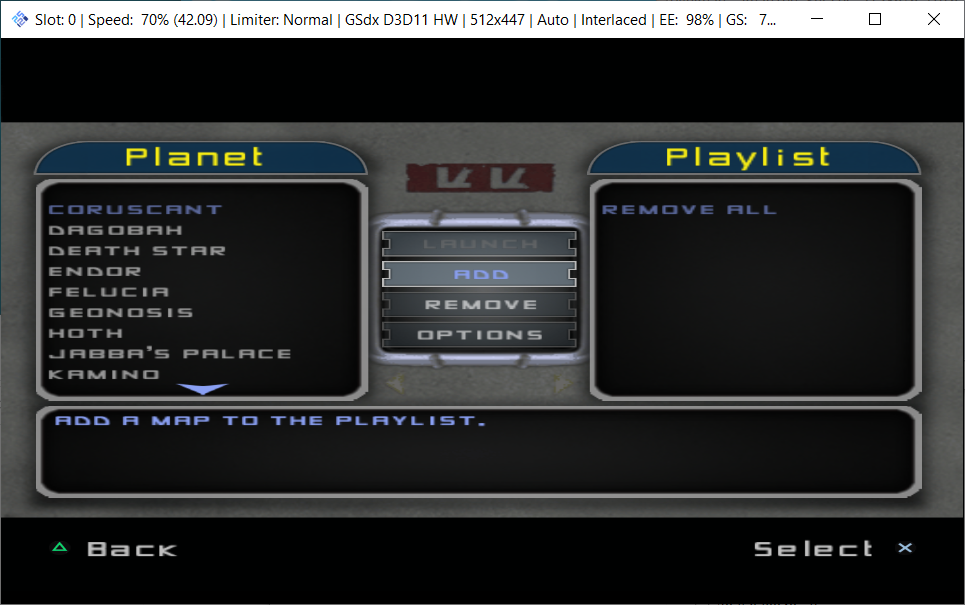 Slot: 0 | Speed: 70% (42.09) | Limiter: Normal | GSdx D3D11 HW | 512x447 | Auto | Interlaced | EE: 98% | GS: 7...
Planet
CORUSCANT
DAGOBAH
DEATH STAR
ENDOR
FELUCIA
GEONOSIS
HOTH
JABBA'S PALACE
KAMINO
LAUNCH
ADD
REMOVE
OPTIONS
Playlist
REMOVE ALL
ADD A MAP TO THE PLAYLIST.
Back
Select